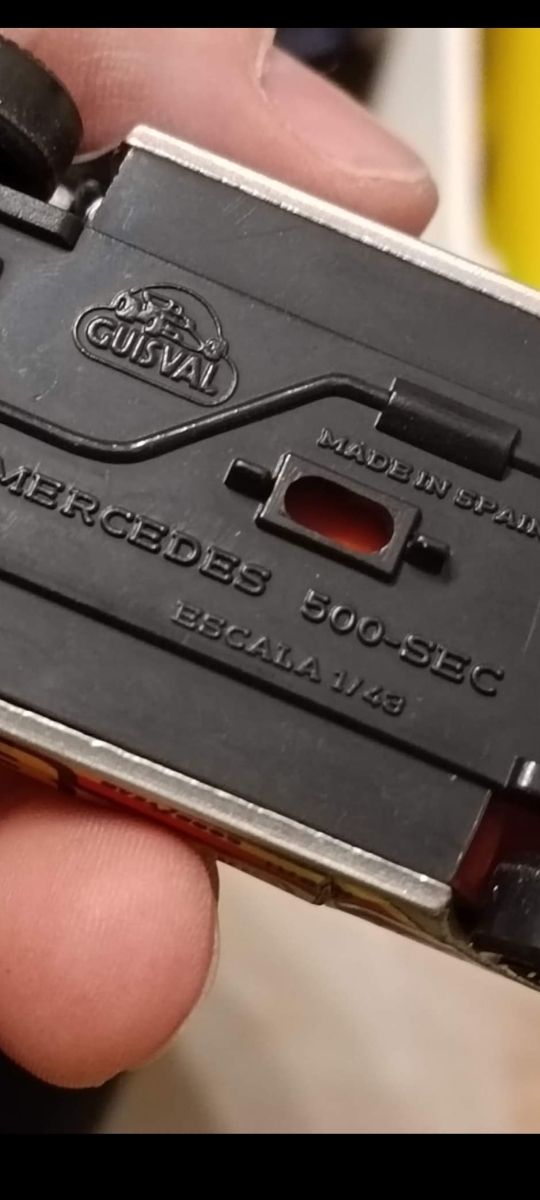 GUISVAL
MADE IN SPAIN
MERCEDES 500-SEC
ESCALA 1/43